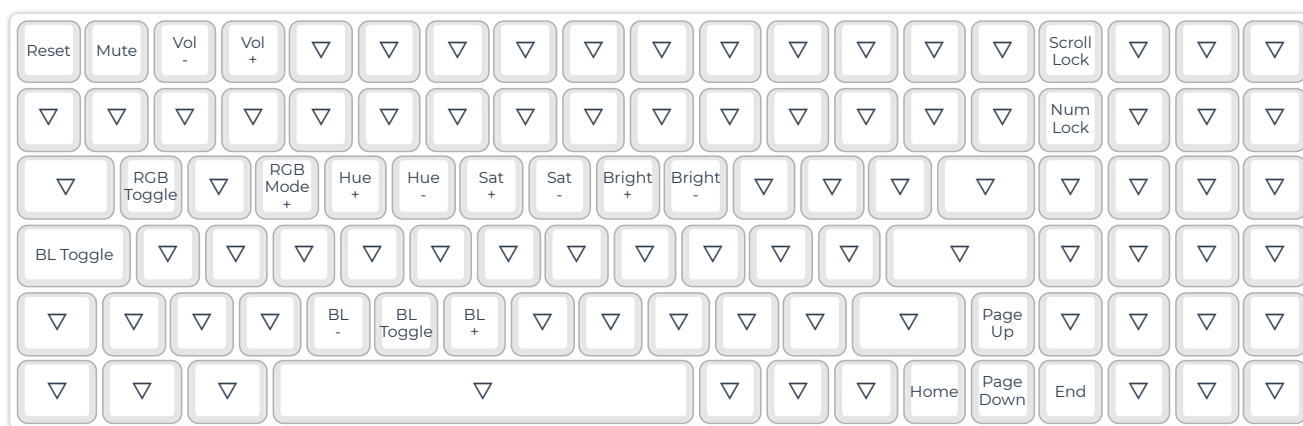 Reset Mute Vol - Vol + ▽ ▽ ▽ ▽ ▽ ▽ ▽ ▽ ▽ ▽ ▽ Scroll Lock ▽ ▽ ▽
▽ ▽ ▽ ▽ ▽ ▽ ▽ ▽ ▽ ▽ ▽ ▽ ▽ ▽ ▽ Num Lock ▽ ▽ ▽
▽ RGB Toggle ▽ RGB Mode + Hue + Hue - Sat + Sat - Bright + Bright - ▽ ▽ ▽ ▽ ▽ ▽ ▽ ▽
BL Toggle ▽ ▽ ▽ ▽ ▽ ▽ ▽ ▽ ▽ ▽ ▽ ▽ ▽ ▽ ▽ ▽
▽ ▽ ▽ ▽ BL - BL Toggle BL + ▽ ▽ ▽ ▽ ▽ ▽ Page Up ▽ ▽ ▽ ▽
▽ ▽ ▽ ▽ ▽ ▽ ▽ Home Page Down End ▽ ▽ ▽